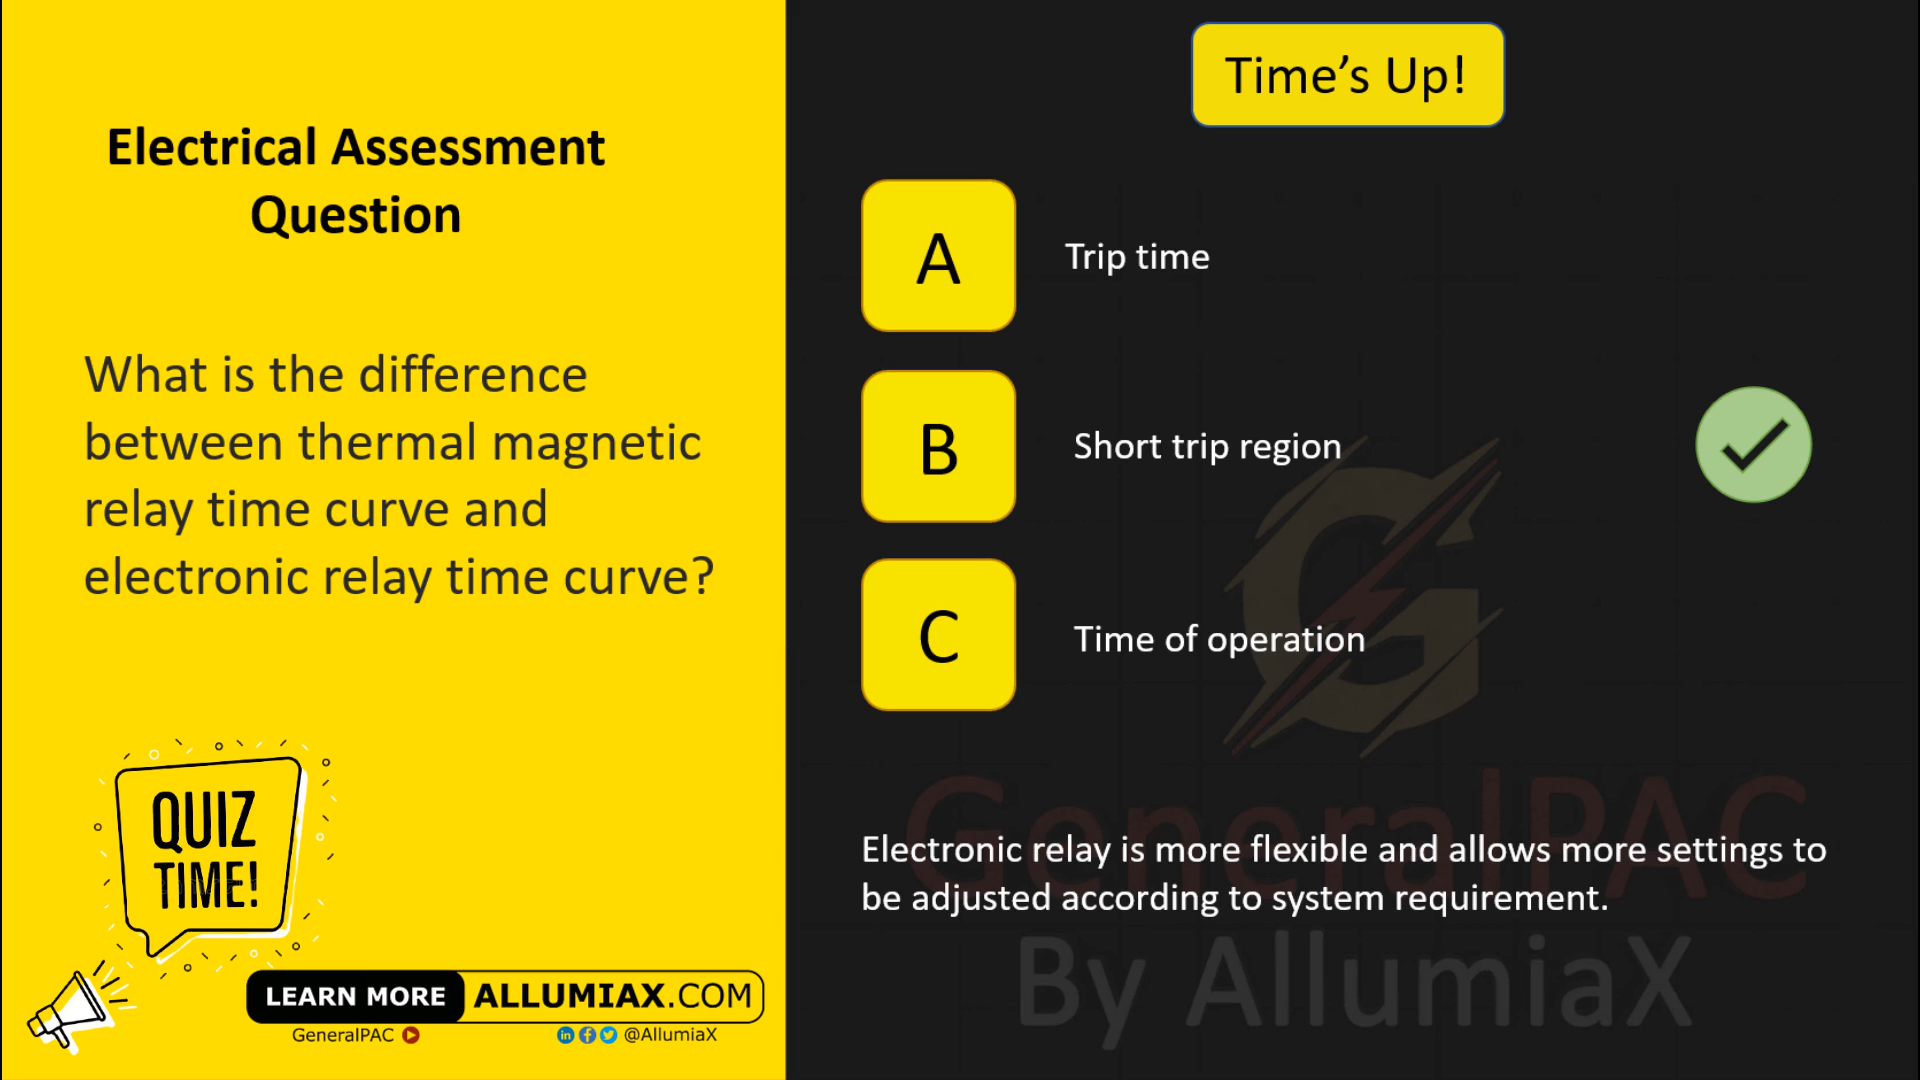 Electrical Assessment
Question
What is the difference
between thermal magnetic
relay time curve and
electronic relay time curve?
QUIZ
TIME!
LEARN MORE ALLUMIAX.COM
GeneralPAC
in f @AllumiaX
Time’s Up!
A Trip time
B Short trip region
C Time of operation
G
GeneralPAC
Electronic relay is more flexible and allows more settings to
be adjusted according to system requirement.
By AllumiaX